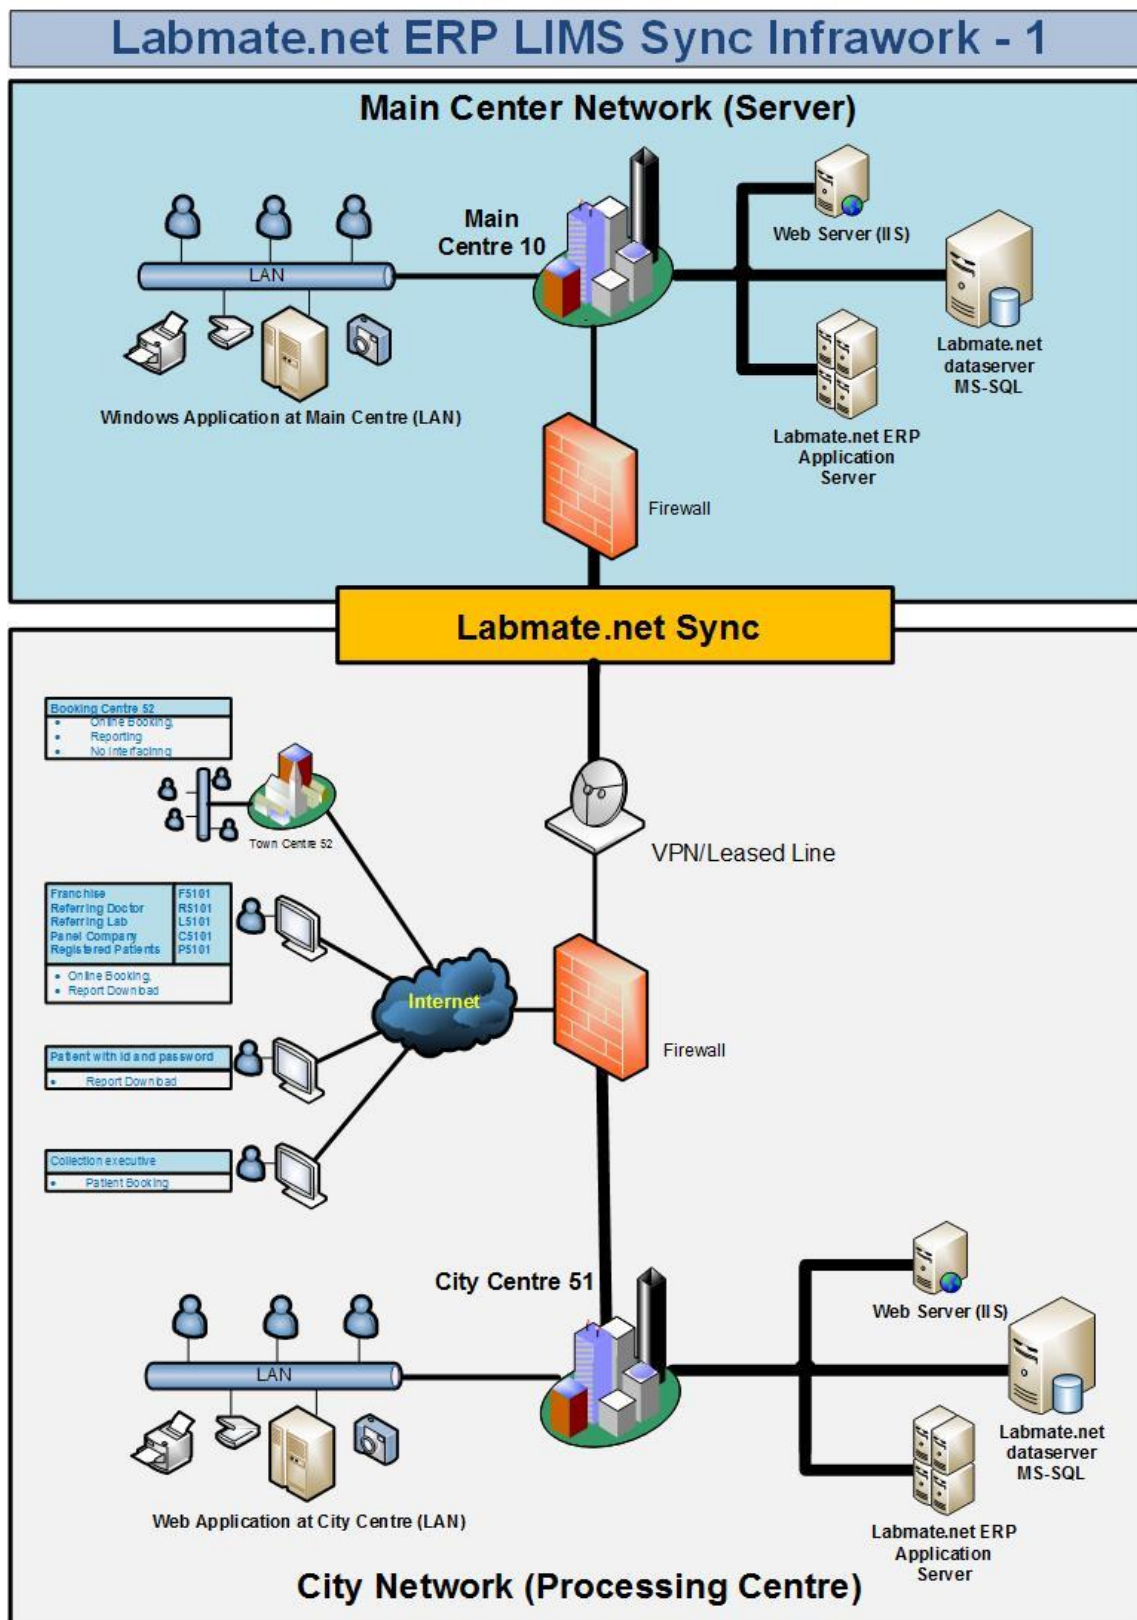 Labmate.net ERP LIMS Sync Infrawork - 1
Main Center Network (Server)
Main
Centre 10
LAN
Windows Application at Main Centre (LAN)
Web Server (IIS)
Labmate.net
dataserver
MS-SQL
Labmate.net ERP
Application
Server
Firewall
Labmate.net Sync
Booking Centre 52
• Online Booking,
• Reporting
• No interfacinng
Town Centre 52
VPN/Leased Line
Franchise F5101
Referring Doctor R5101
Referring Lab L5101
Panel Company C5101
Registered Patients P5101
• Online Booking,
• Report Download
Internet
Firewall
Patient with id and password
• Report Download
Collection executive
• Patient Booking
City Centre 51
LAN
Web Application at City Centre (LAN)
Web Server (IIS)
Labmate.net
dataserver
MS-SQL
Labmate.net ERP
Application
Server
City Network (Processing Centre)